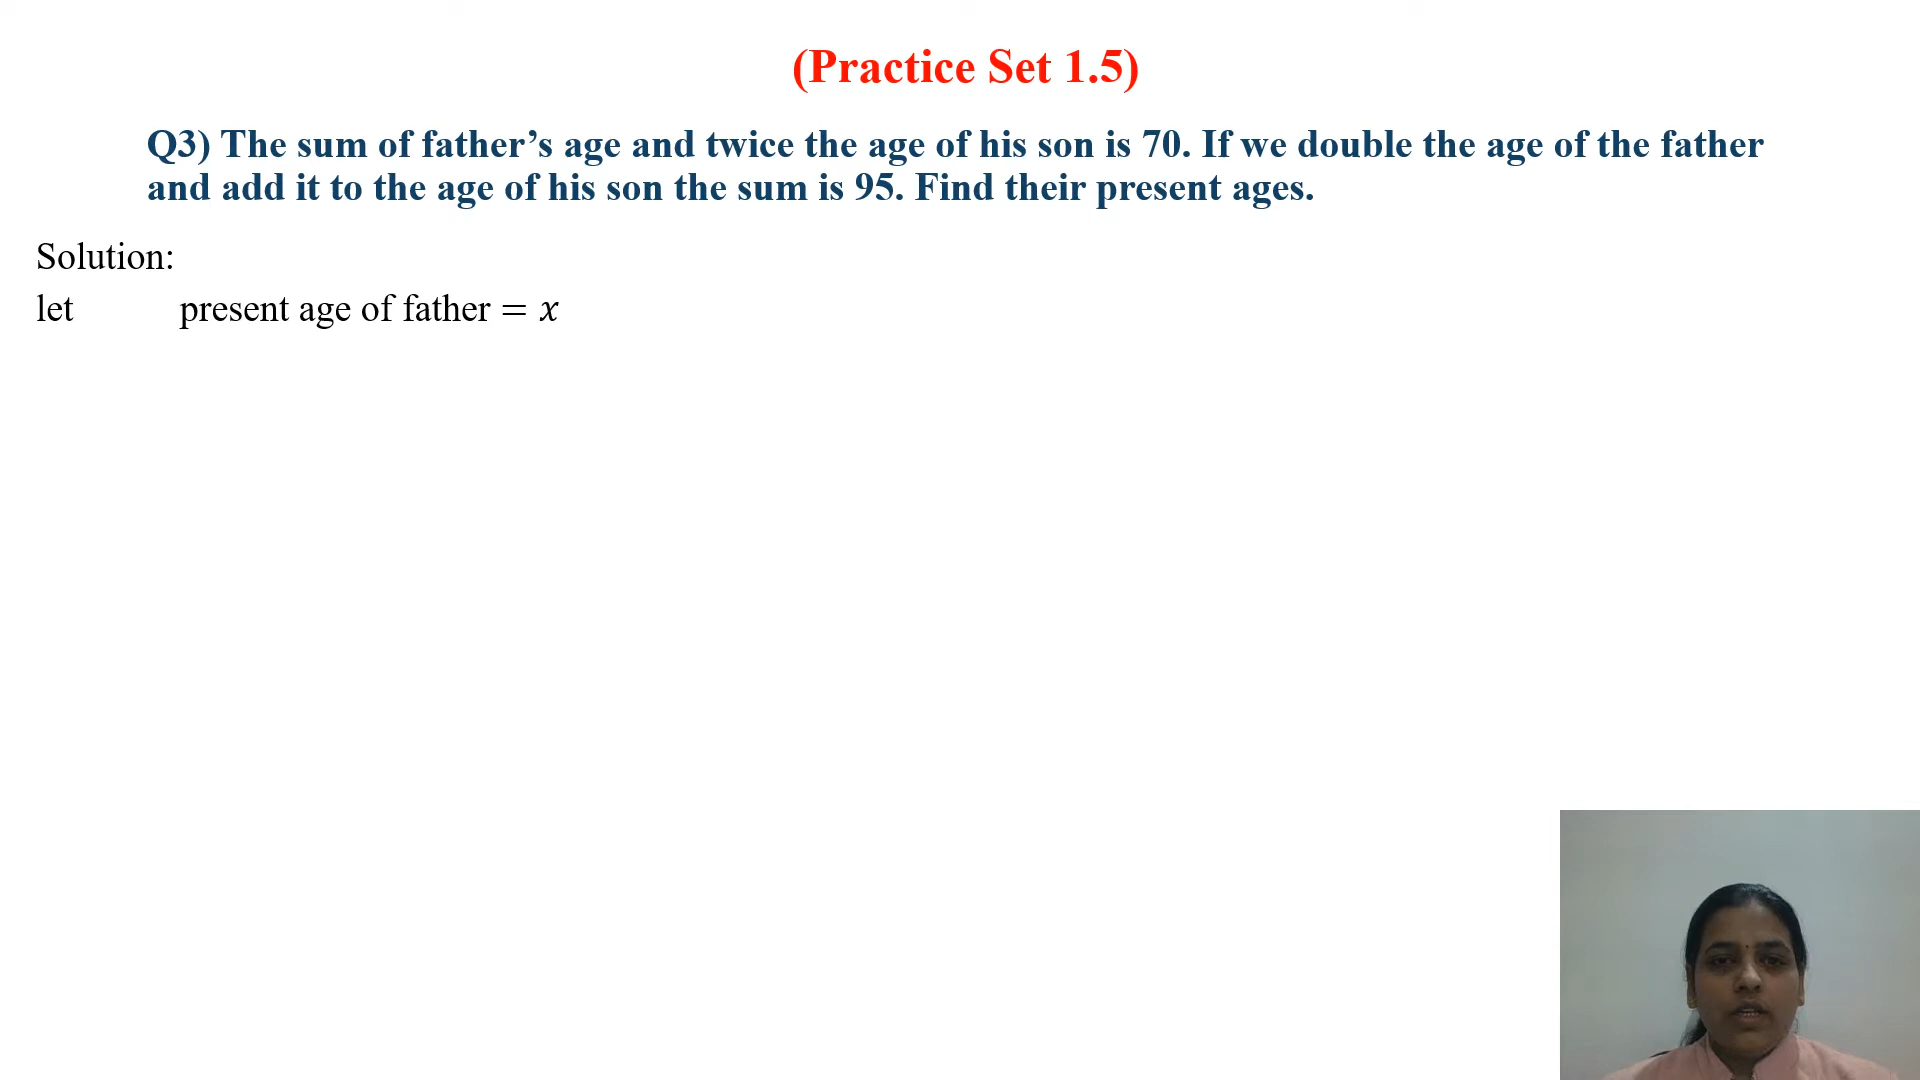 (Practice Set 1.5)
Q3) The sum of father’s age and twice the age of his son is 70. If we double the age of the father
and add it to the age of his son the sum is 95. Find their present ages.
Solution:
let present age of father = x